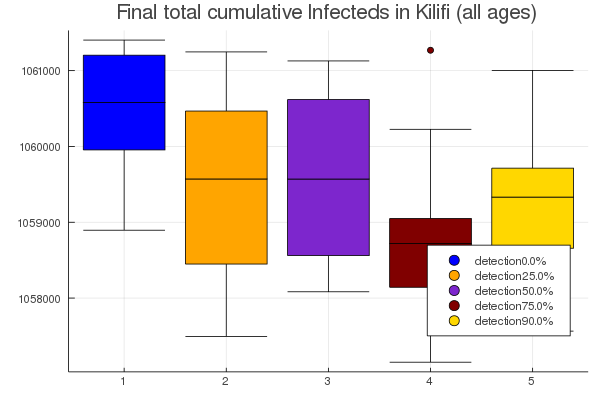 Final total cumulative Infecteds in Kilifi (all ages)
1061000
1060000
1059000
1058000
detection0.0%
detection25.0%
detection50.0%
detection75.0%
detection90.0%
1 2 3 4 5